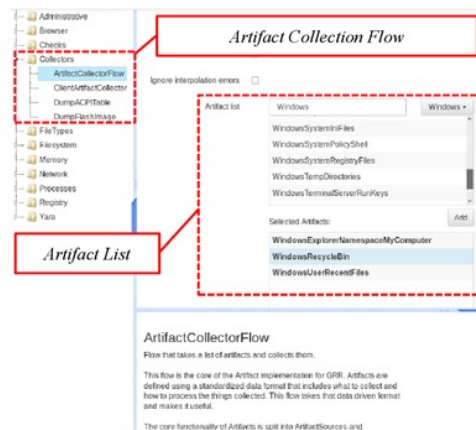 Administrative
Browser
Checks
Collectors
ArtifactCollectorFlow
ClientArtifactCollector
DumpACPITable
DumpFlashImage
FileTypes
Filesystem
Memory
Network
Processes
Registry
Yara
Artifact Collection Flow
Ignore interpolation errors
Artifact list
Windows
Windows
WindowsSystemIniFiles
WindowsSystemPolicyShell
WindowsSystemRegistryFiles
WindowsTempDirectories
WindowsTerminalServerRunKeys
Selected Artifacts:
Add
WindowsExplorerNamespaceMyComputer
WindowsRecycleBin
WindowsUserRecentFiles
Artifact List
ArtifactCollectorFlow
Flow that takes a list of artifacts and collects them.
This flow is the core of the Artifact implementation for GRR. Artifacts are
defined using a standardized data format that includes what to collect and
how to process the things collected. This flow takes that data driven format
and makes it useful.
The core functionality of Artifacts is split into ArtifactSources and